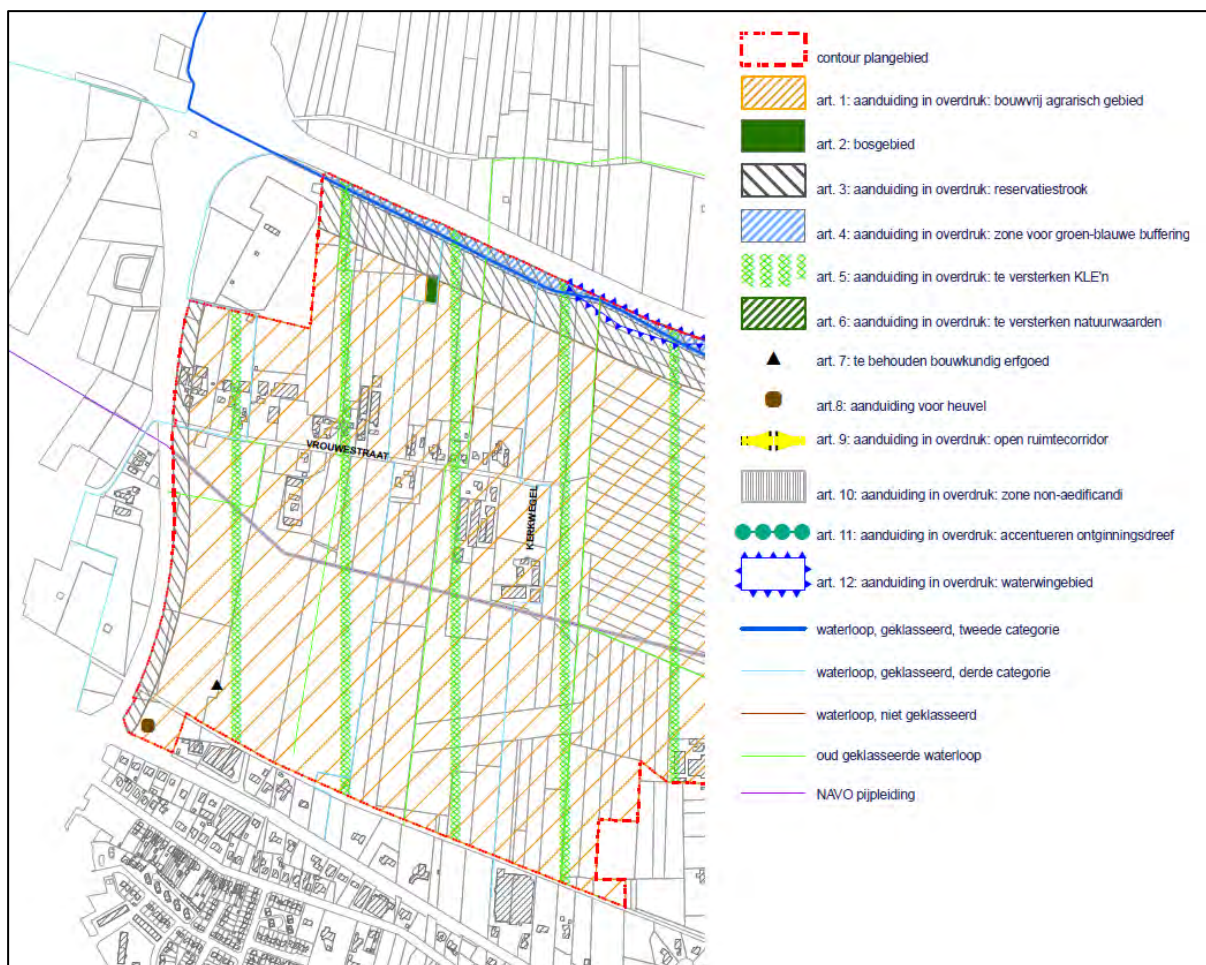 contour plangebied
art. 1: aanduiding in overdruk: bouwvrij agrarisch gebied
art. 2: bosgebied
art. 3: aanduiding in overdruk: reservatiestrook
art. 4: aanduiding in overdruk: zone voor groen-blauwe buffering
art. 5: aanduiding in overdruk: te versterken KLE'n
art. 6: aanduiding in overdruk: te versterken natuurwaarden
art. 7: te behouden bouwkundig erfgoed
art.8: aanduiding voor heuvel
art. 9: aanduiding in overdruk: open ruimtecorridor
art. 10: aanduiding in overdruk: zone non-aedificandi
art. 11: aanduiding in overdruk: accentueren ontginningsdreef
art. 12: aanduiding in overdruk: waterwingebied
waterloop, geklasseerd, tweede categorie
waterloop, geklasseerd, derde categorie
waterloop, niet geklasseerd
oud geklasseerde waterloop
NAVO pijpleiding
VROUWESTRAAT
KERKWEGEL